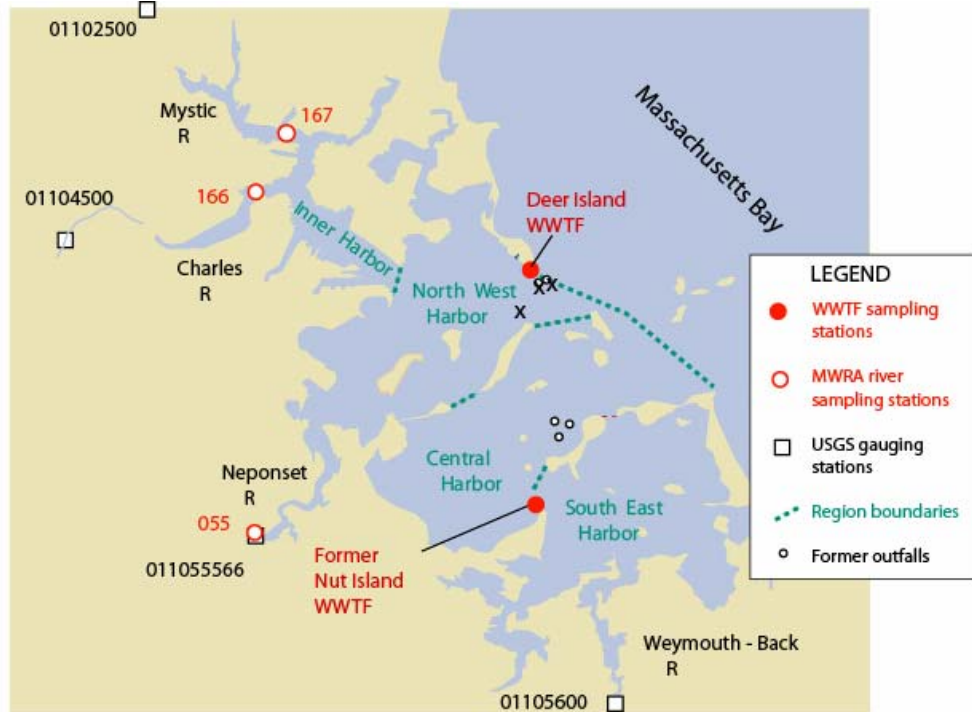 01102500
Mystic
R
167
166
01104500
Charles
R
Inner Harbor
Massachusetts Bay
Deer Island
WWTF
North West
Harbor
x
x
x
LEGEND
WWTF sampling
stations
MWRA river
sampling stations
USGS gauging
stations
Region boundaries
Former outfalls
Neponset
R
055
011055566
Central
Harbor
South East
Harbor
Former
Nut Island
WWTF
Weymouth - Back
R
01105600